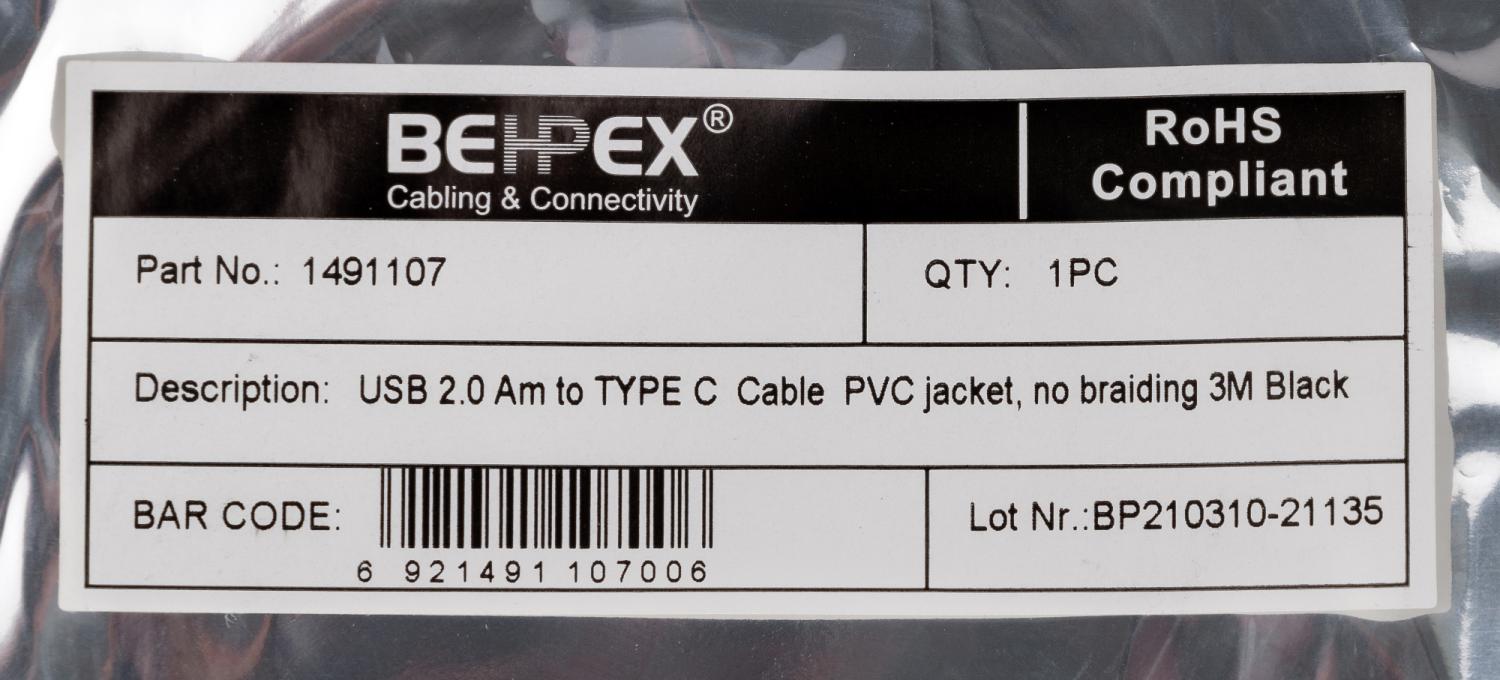 BEHPEX®
Cabling & Connectivity
RoHS
Compliant
Part No.: 1491107
QTY: 1PC
Description: USB 2.0 Am to TYPE C Cable PVC jacket, no braiding 3M Black
BAR CODE:
6 921491 107006
Lot Nr.:BP210310-21135